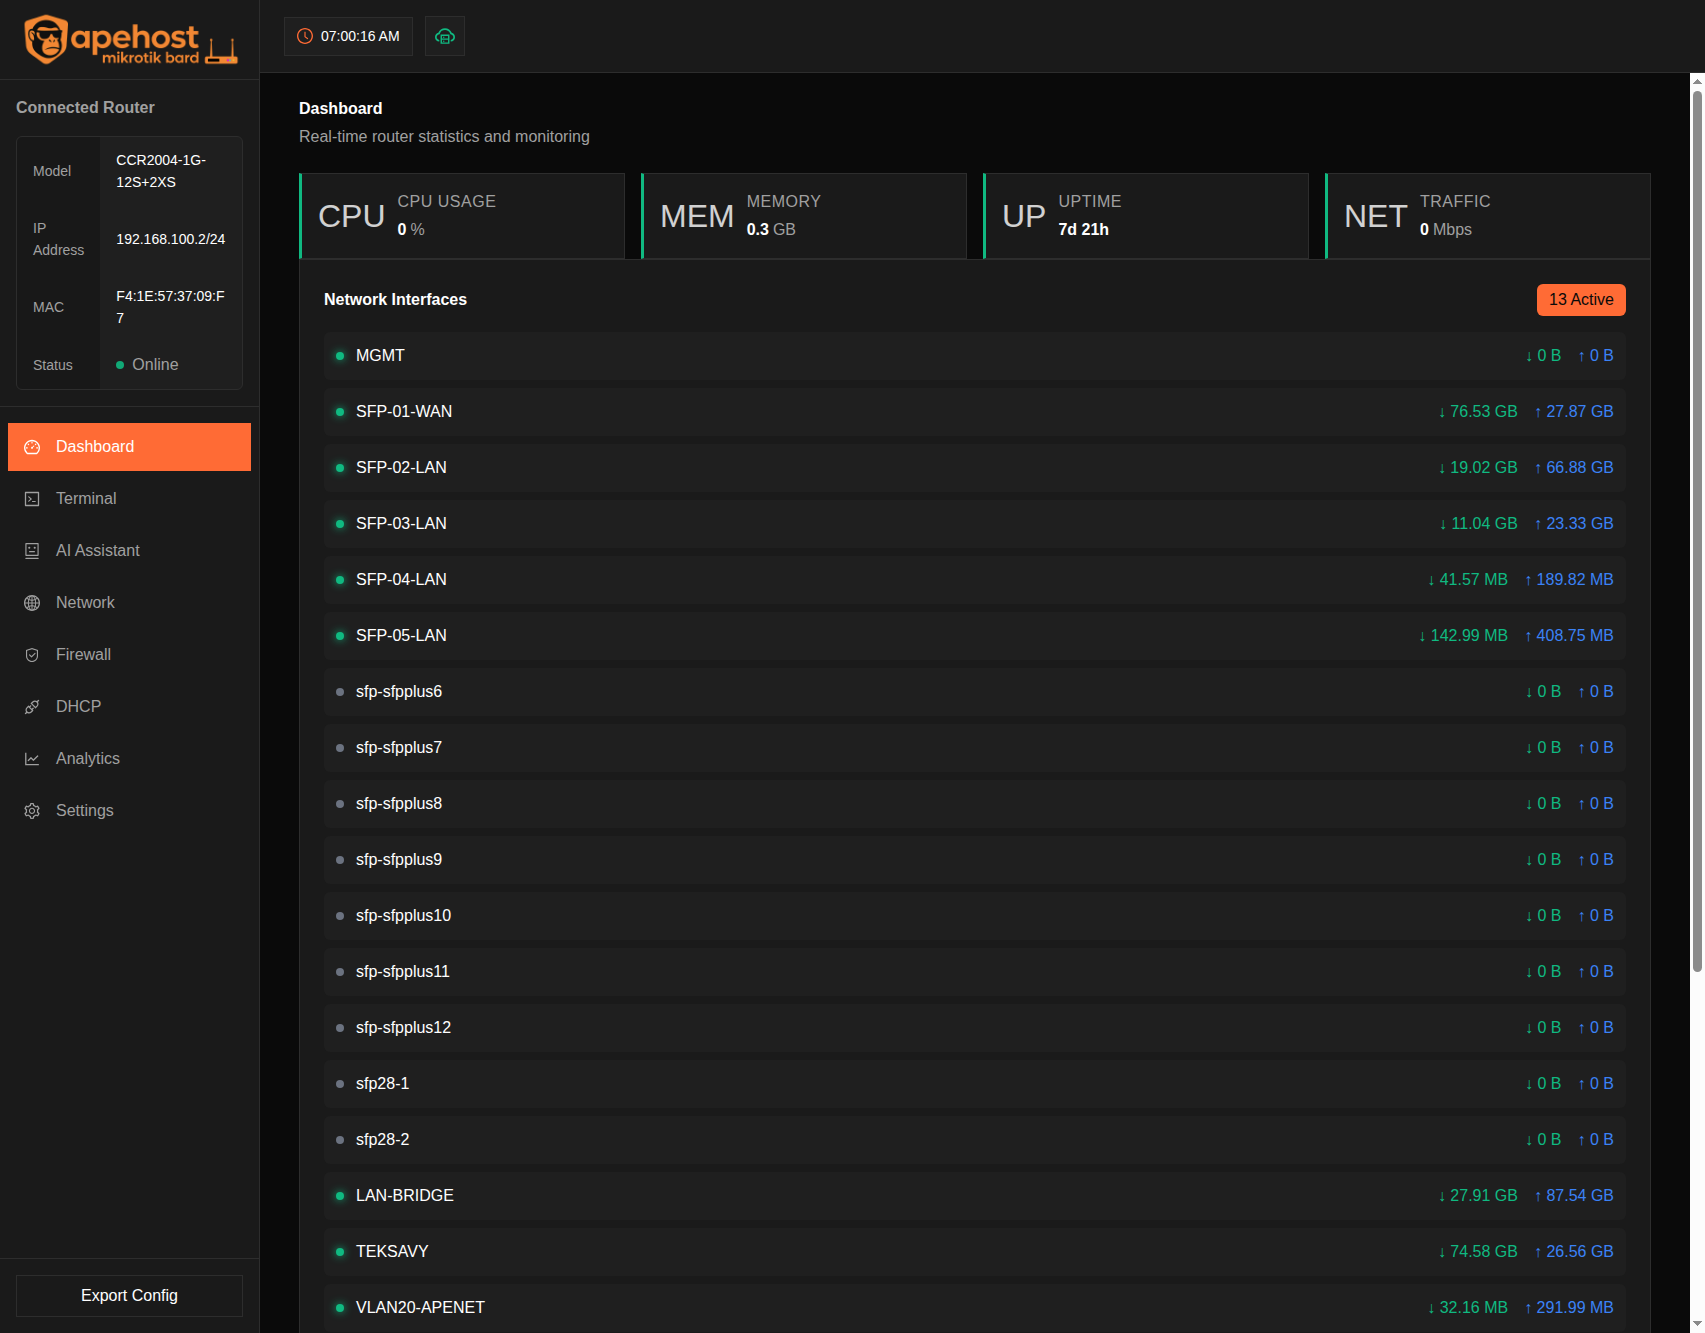 apehost
mikrotik bard
07:00:16 AM
Connected Router
Model
CCR2004-1G-
12S+2XS
IP
Address
192.168.100.2/24
MAC
F4:1E:57:37:09:F
7
Status
Online
Dashboard
Terminal
AI Assistant
Network
Firewall
DHCP
Analytics
Settings
Export Config
Dashboard
Real-time router statistics and monitoring
CPU
CPU USAGE
0 %
MEM
MEMORY
0.3 GB
UP
UPTIME
7d 21h
NET
TRAFFIC
0 Mbps
Network Interfaces
13 Active
MGMT ↓ 0 B ↑ 0 B
SFP-01-WAN ↓ 76.53 GB ↑ 27.87 GB
SFP-02-LAN ↓ 19.02 GB ↑ 66.88 GB
SFP-03-LAN ↓ 11.04 GB ↑ 23.33 GB
SFP-04-LAN ↓ 41.57 MB ↑ 189.82 MB
SFP-05-LAN ↓ 142.99 MB ↑ 408.75 MB
sfp-sfpplus6 ↓ 0 B ↑ 0 B
sfp-sfpplus7 ↓ 0 B ↑ 0 B
sfp-sfpplus8 ↓ 0 B ↑ 0 B
sfp-sfpplus9 ↓ 0 B ↑ 0 B
sfp-sfpplus10 ↓ 0 B ↑ 0 B
sfp-sfpplus11 ↓ 0 B ↑ 0 B
sfp-sfpplus12 ↓ 0 B ↑ 0 B
sfp28-1 ↓ 0 B ↑ 0 B
sfp28-2 ↓ 0 B ↑ 0 B
LAN-BRIDGE ↓ 27.91 GB ↑ 87.54 GB
TEKSAVY ↓ 74.58 GB ↑ 26.56 GB
VLAN20-APENET ↓ 32.16 MB ↑ 291.99 MB